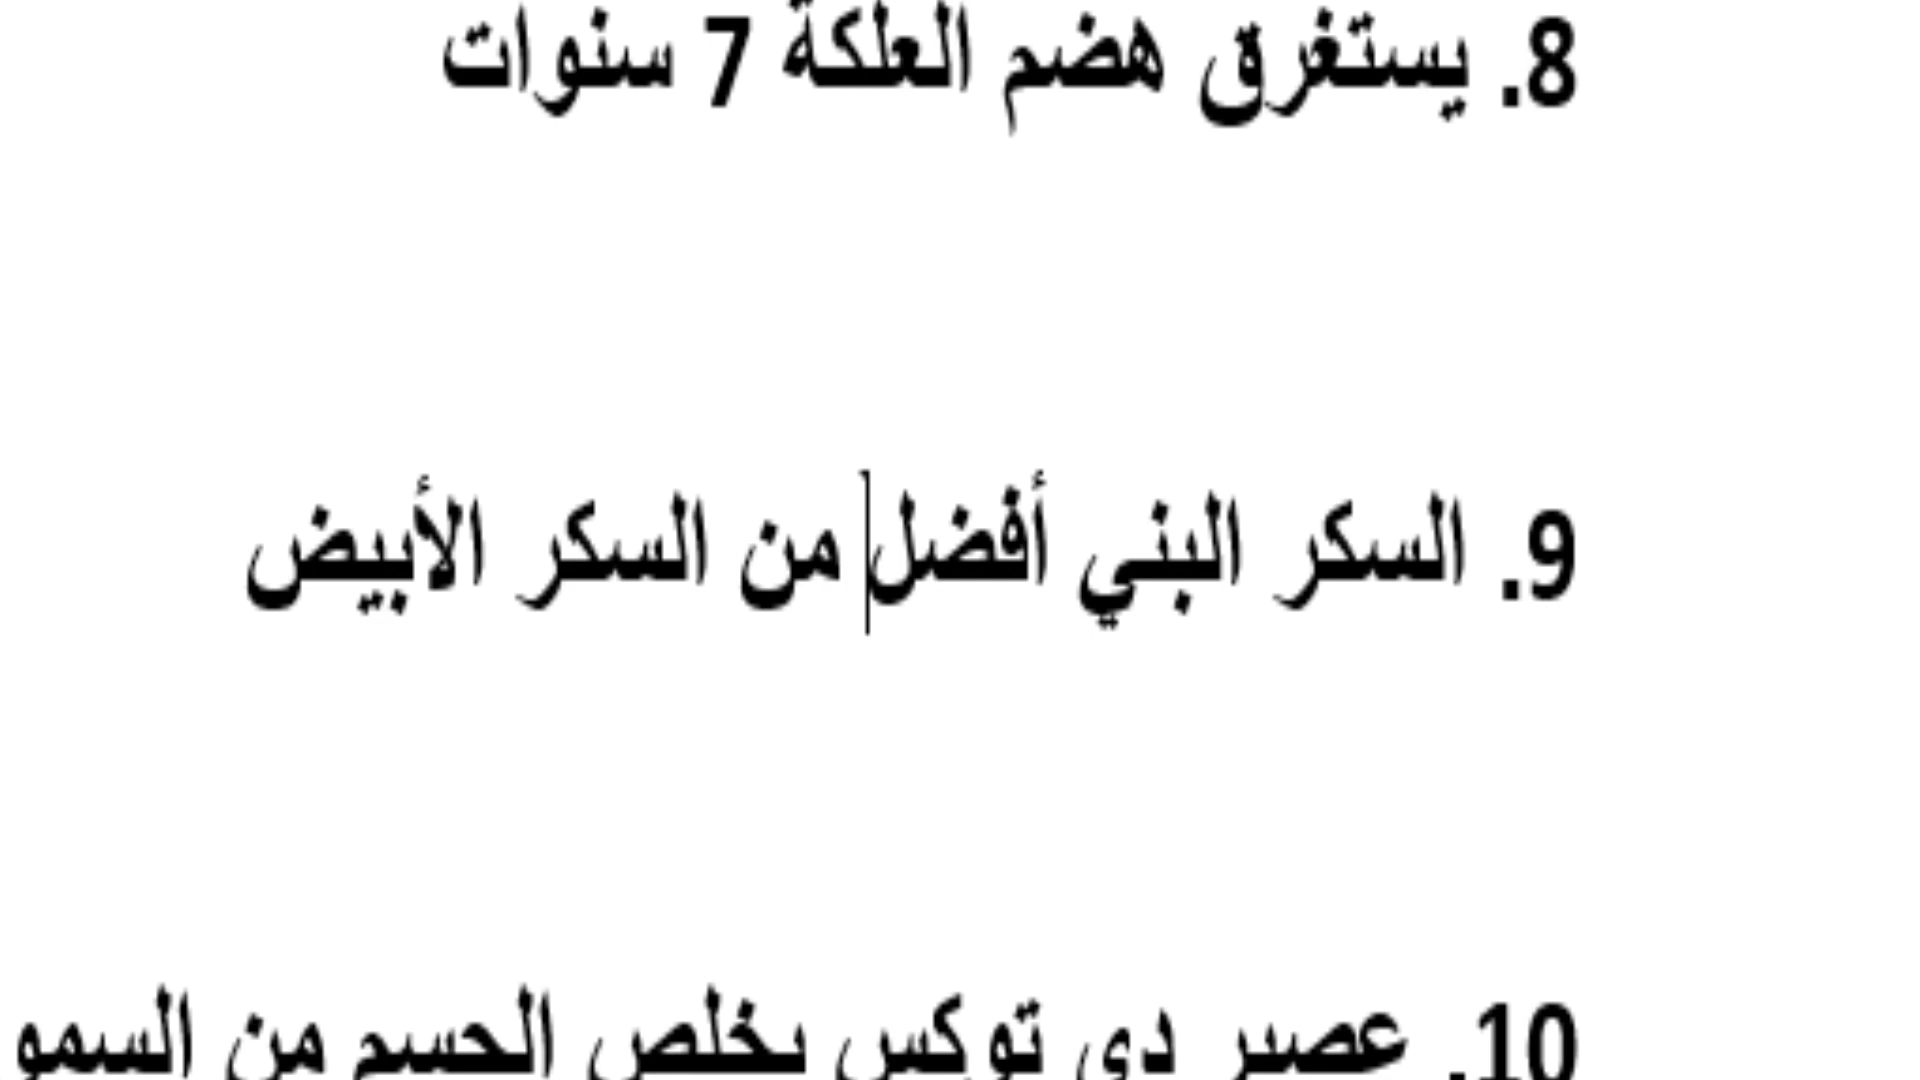 8. يستغرق هضم العلكة 7 سنوات
9. السكر البني أفضل من السكر الأبيض
10. عصير دي توكس يخلص الجسم من